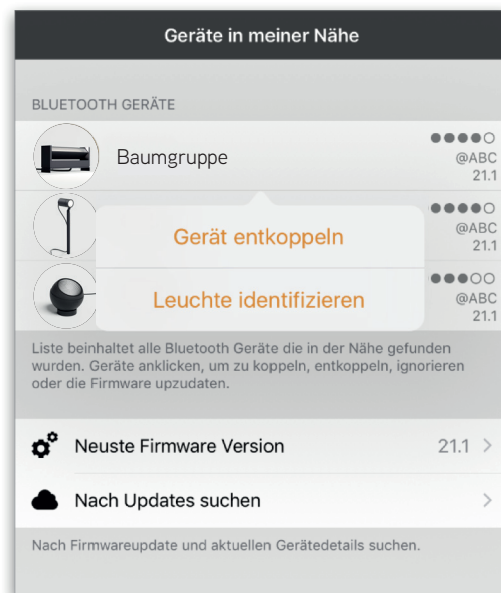 Geräte in meiner Nähe
BLUETOOTH GERÄTE
Baumgruppe
@ABC
21.1
@ABC
21.1
Gerät entkoppeln
Leuchte identifizieren
@ABC
21.1
Liste beinhaltet alle Bluetooth Geräte die in der Nähe gefunden
wurden. Geräte anklicken, um zu koppeln, entkoppeln, ignorieren
oder die Firmware upzudaten.
Neuste Firmware Version 21.1
Nach Updates suchen
Nach Firmwareupdate und aktuellen Gerätedetails suchen.